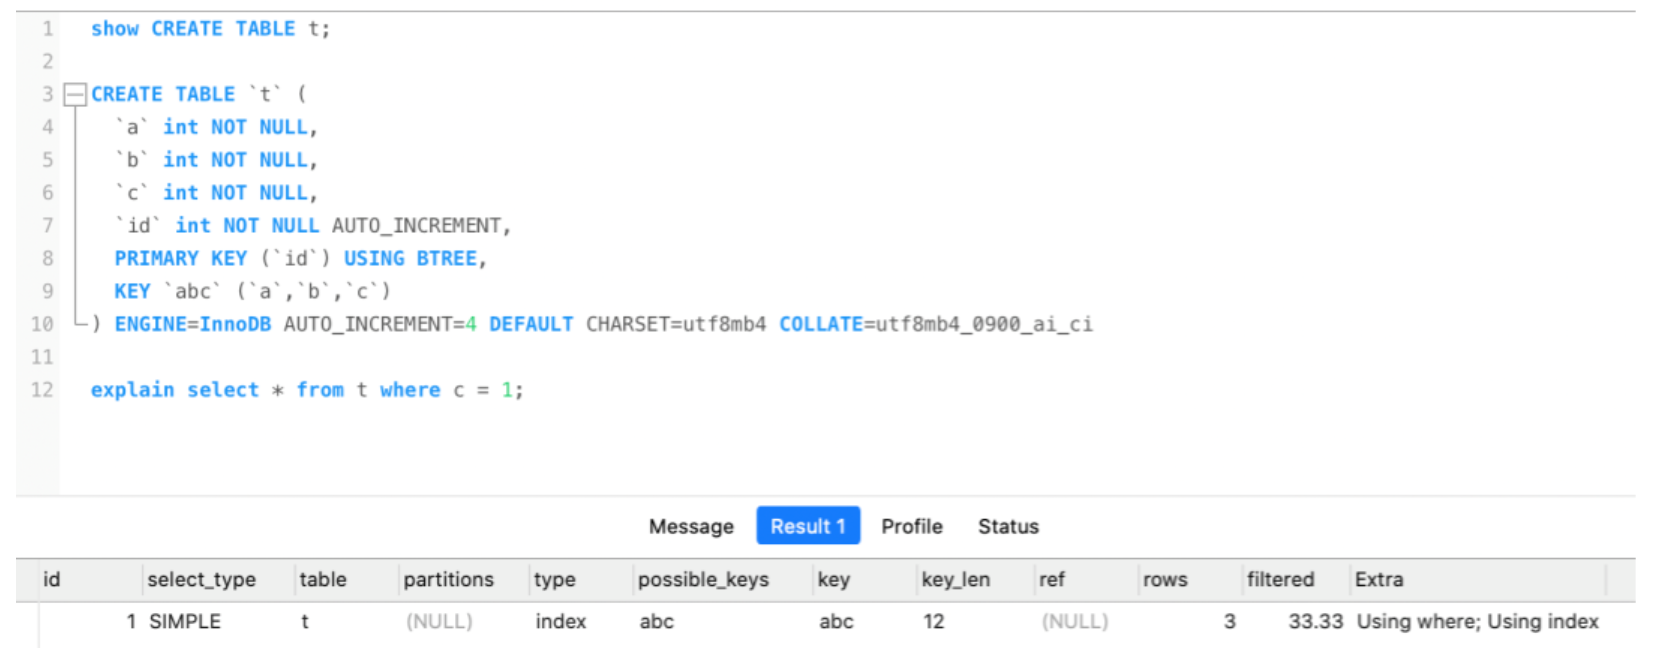 1 show CREATE TABLE t;
2
3 CREATE TABLE `t` (
4 `a` int NOT NULL,
5 `b` int NOT NULL,
6 `c` int NOT NULL,
7 `id` int NOT NULL AUTO_INCREMENT,
8 PRIMARY KEY (`id`) USING BTREE,
9 KEY `abc` (`a`,`b`,`c`)
10 ) ENGINE=InnoDB AUTO_INCREMENT=4 DEFAULT CHARSET=utf8mb4 COLLATE=utf8mb4_0900_ai_ci
11
12 explain select * from t where c = 1;
Message Result 1 Profile Status
id select_type table partitions type possible_keys key key_len ref rows filtered Extra
1 SIMPLE t (NULL) index abc abc 12 (NULL) 3 33.33 Using where; Using index